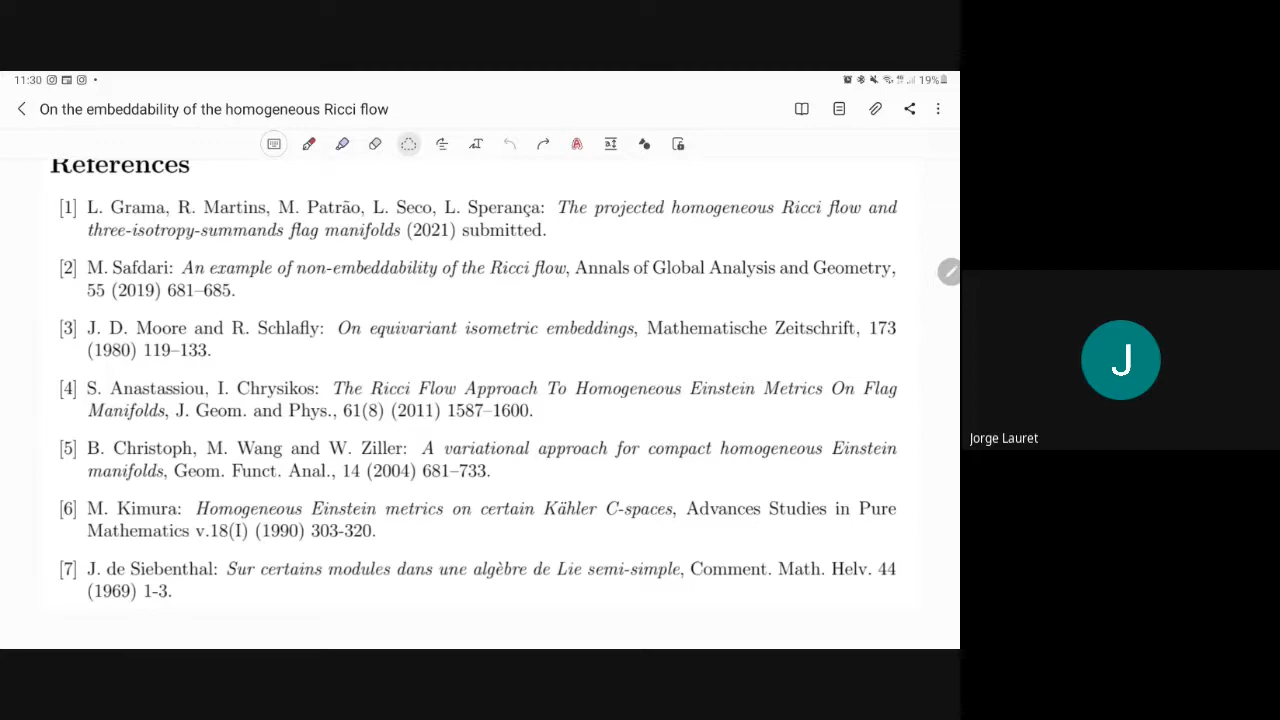 11:30
19%
On the embeddability of the homogeneous Ricci flow
References
[1] L. Grama, R. Martins, M. Patrão, L. Seco, L. Sperança: The projected homogeneous Ricci flow and
three-isotropy-summands flag manifolds (2021) submitted.
[2] M. Safdari: An example of non-embeddability of the Ricci flow, Annals of Global Analysis and Geometry,
55 (2019) 681–685.
[3] J. D. Moore and R. Schlafly: On equivariant isometric embeddings, Mathematische Zeitschrift, 173
(1980) 119–133.
[4] S. Anastassiou, I. Chrysikos: The Ricci Flow Approach To Homogeneous Einstein Metrics On Flag
Manifolds, J. Geom. and Phys., 61(8) (2011) 1587–1600.
[5] B. Christoph, M. Wang and W. Ziller: A variational approach for compact homogeneous Einstein
manifolds, Geom. Funct. Anal., 14 (2004) 681–733.
[6] M. Kimura: Homogeneous Einstein metrics on certain Kähler C-spaces, Advances Studies in Pure
Mathematics v.18(I) (1990) 303-320.
[7] J. de Siebenthal: Sur certains modules dans une algèbre de Lie semi-simple, Comment. Math. Helv. 44
(1969) 1-3.
J
Jorge Lauret